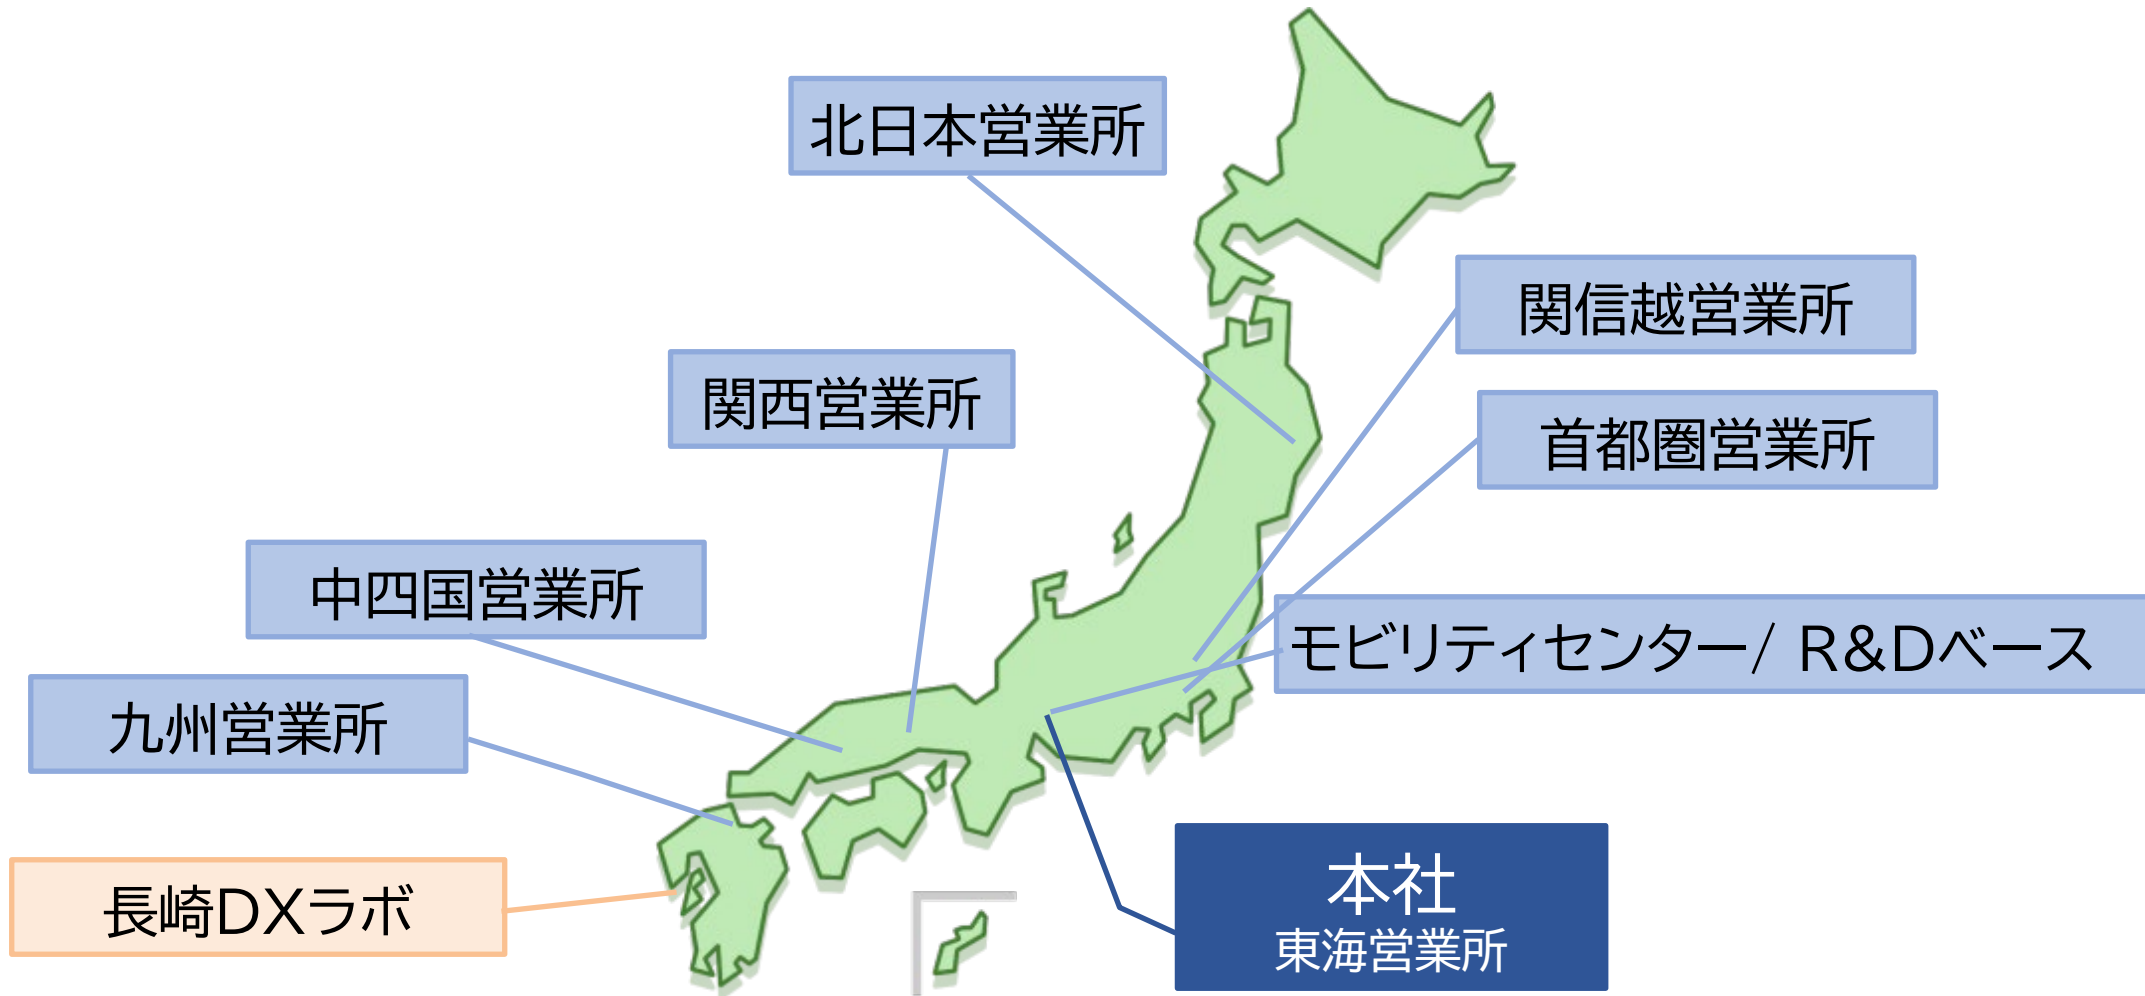 北日本営業所
関信越営業所
関西営業所
首都圏営業所
中四国営業所
モビリティセンター/ R&Dベース
九州営業所
長崎DXラボ
本社
東海営業所